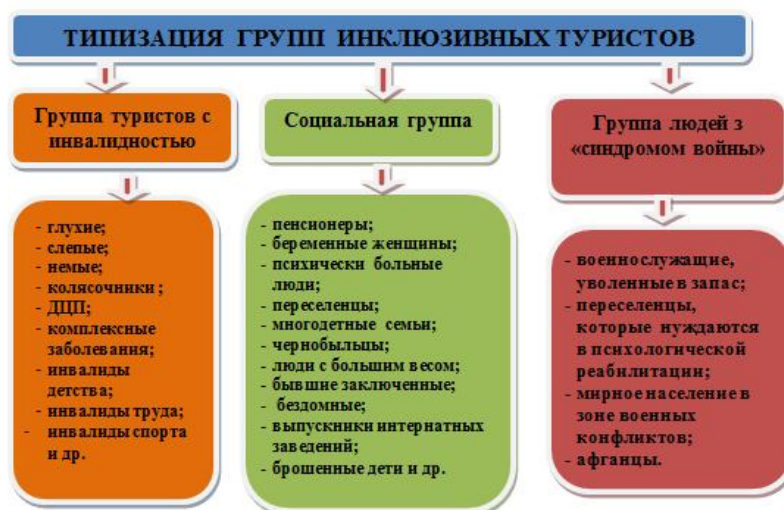 ТИПИЗАЦИЯ ГРУПП ИНКЛЮЗИВНЫХ ТУРИСТОВ
Группа туристов с
инвалидностью
- глухие;
- слепые;
- немые;
- колясочники ;
- ДЦП;
- комплексные
заболевания;
- инвалиды
детства;
- инвалиды труда;
- инвалиды спорта
и др.
Социальная группа
- пенсионеры;
- беременные женщины;
- психически больные
люди;
- переселенцы;
- многодетные семьи;
- чернобыльцы;
- люди с большим весом;
- бывшие заключенные;
- бездомные;
- выпускники интернатных
заведений;
- брошенные дети и др.
Группа людей з
«синдромом войны»
- военнослужащие,
уволенные в запас;
- переселенцы,
которые нуждаются
в психологической
реабилитации;
- мирное население в
зоне военных
конфликтов;
- афганцы.